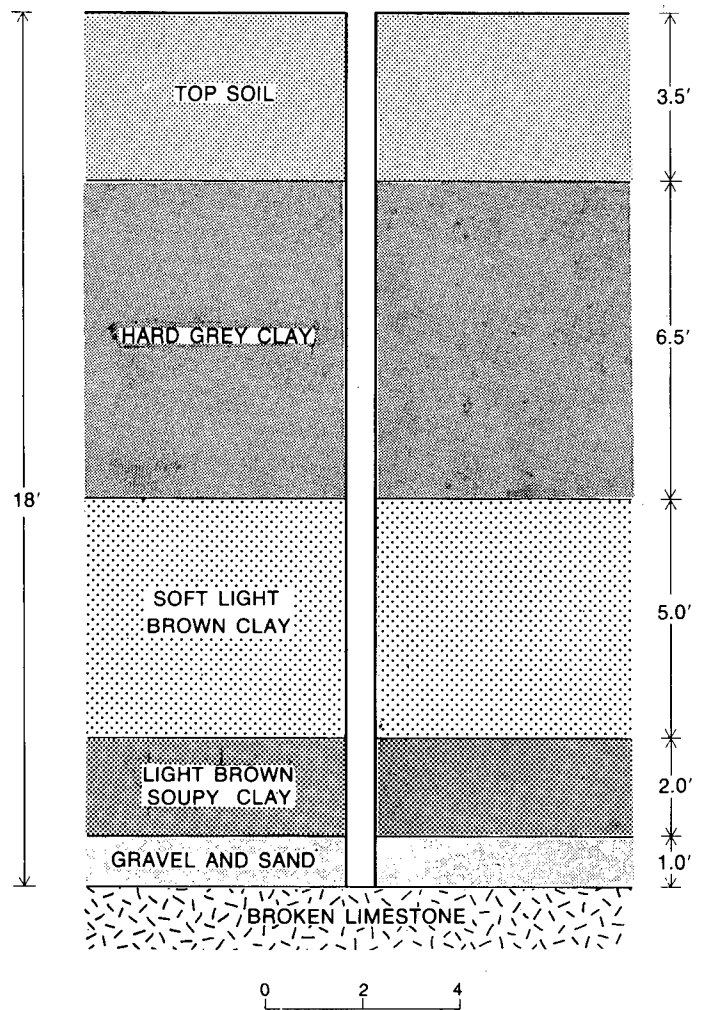 TOP SOIL
3.5'
HARD GREY CLAY
6.5'
18'
SOFT LIGHT
BROWN CLAY
5.0'
LIGHT BROWN
SOUPY CLAY
2.0'
GRAVEL AND SAND
1.0'
BROKEN LIMESTONE
0 2 4